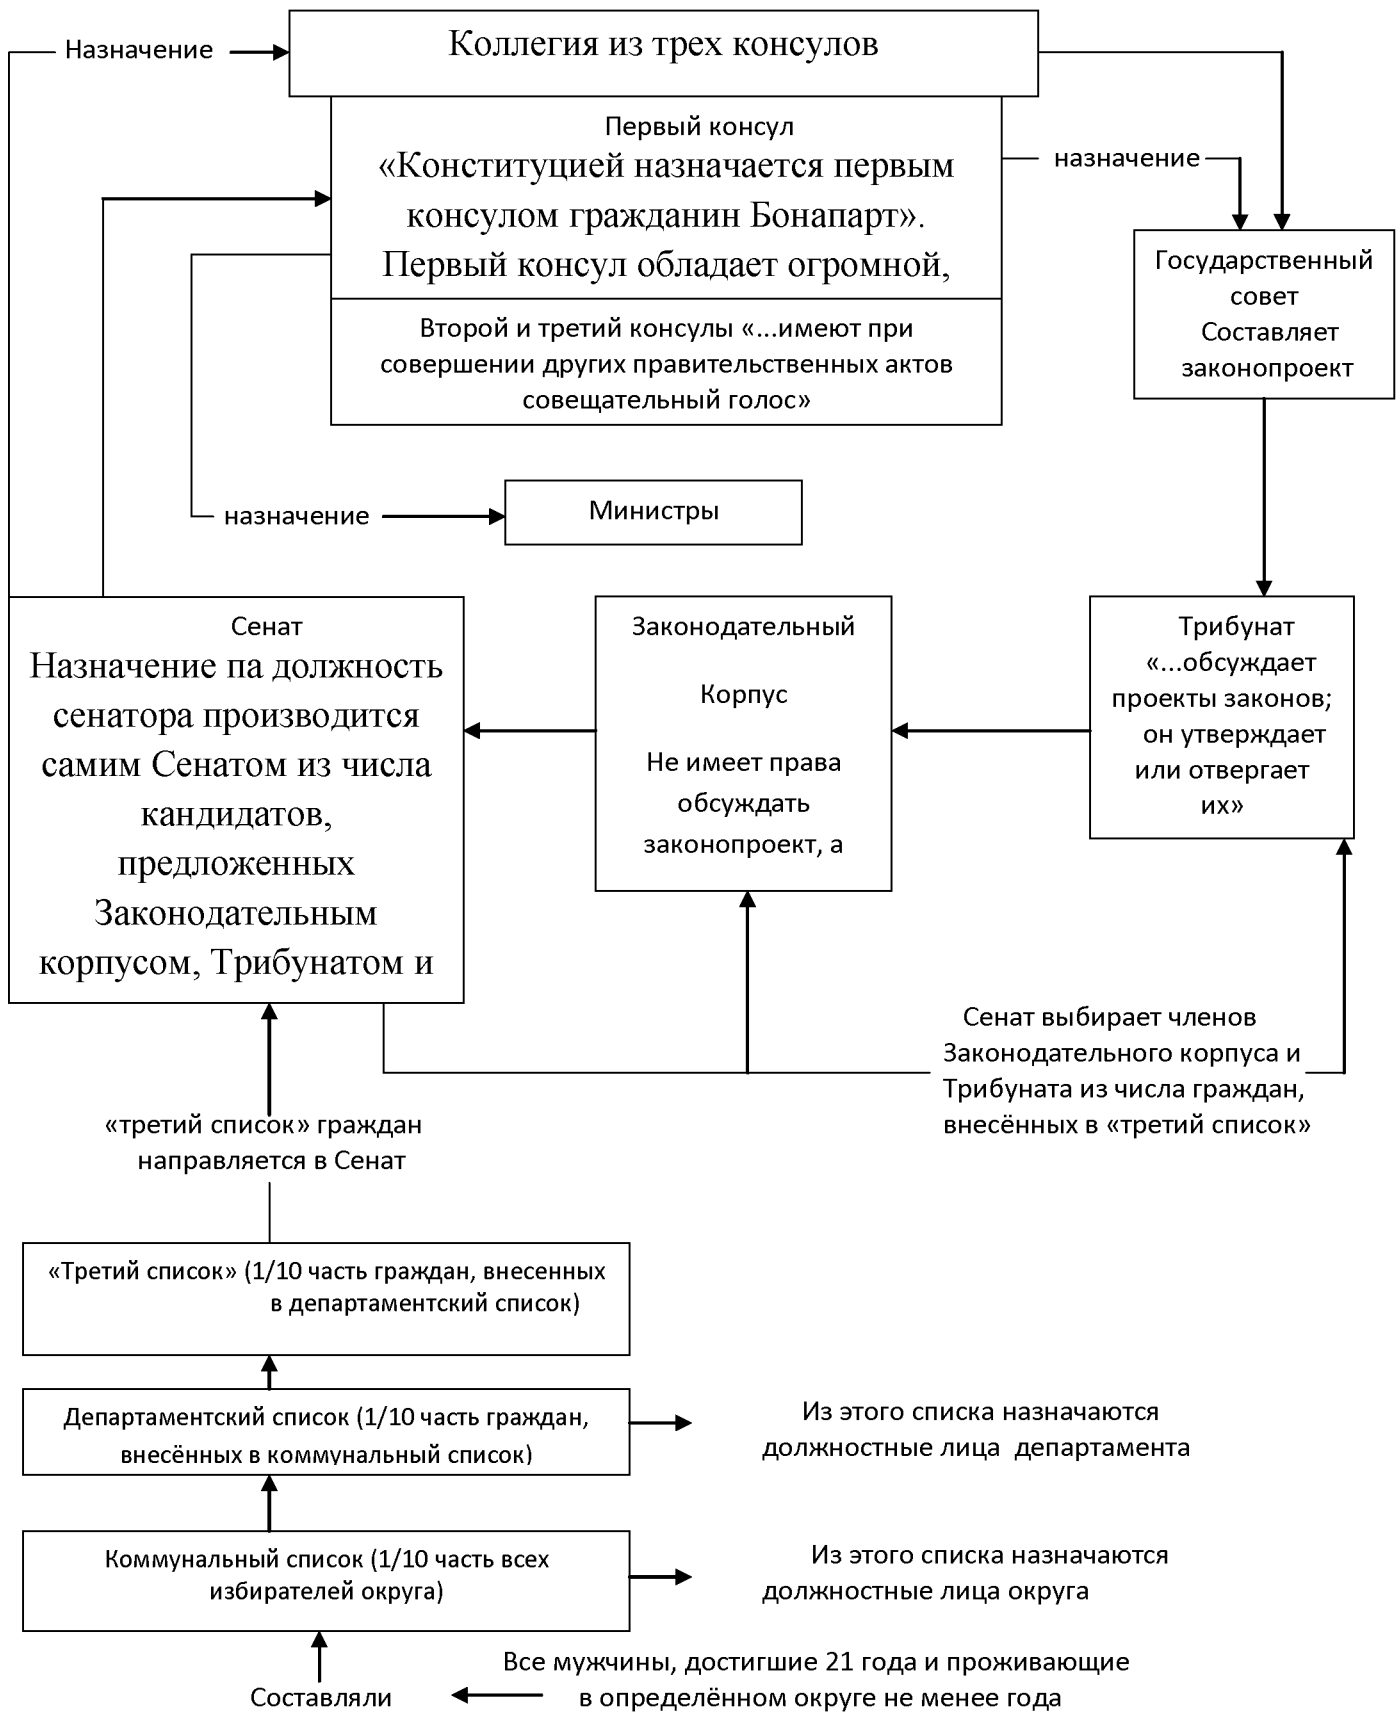 Назначение
Коллегия из трех консулов
Первый консул
«Конституцией назначается первым
консулом гражданин Бонапарт».
Первый консул обладает огромной,
назначение
Второй и третий консулы «...имеют при
совершении других правительственных актов
совещательный голос»
Государственный
совет
Составляет
законопроект
назначение
Министры
Сенат
Назначение па должность
сенатора производится
самим Сенатом из числа
кандидатов,
предложенных
Законодательным
корпусом, Трибунатом и
Законодательный
Корпус
Не имеет права
обсуждать
законопроект, а
Трибунат
«...обсуждает
проекты законов;
он утверждает
или отвергает
их»
Сенат выбирает членов
Законодательного корпуса и
Трибуната из числа граждан,
внесённых в «третий список»
«третий список» граждан
направляется в Сенат
«Третий список» (1/10 часть граждан, внесенных
в департаментский список)
Департаментский список (1/10 часть граждан,
внесённых в коммунальный список)
Из этого списка назначаются
должностные лица департамента
Коммунальный список (1/10 часть всех
избирателей округа)
Из этого списка назначаются
должностные лица округа
Составляли
Все мужчины, достигшие 21 года и проживающие
в определённом округе не менее года